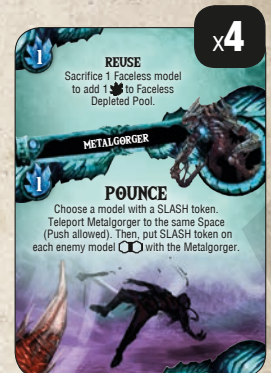 x4
1
REUSE
Sacrifice 1 Faceless model
to add 1 to Faceless
Depleted Pool.
METALGORGER
1
POUNCE
Choose a model with a SLASH token.
Teleport Metalgorger to the same Space
(Push allowed). Then, put SLASH token on
each enemy model with the Metalgorger.